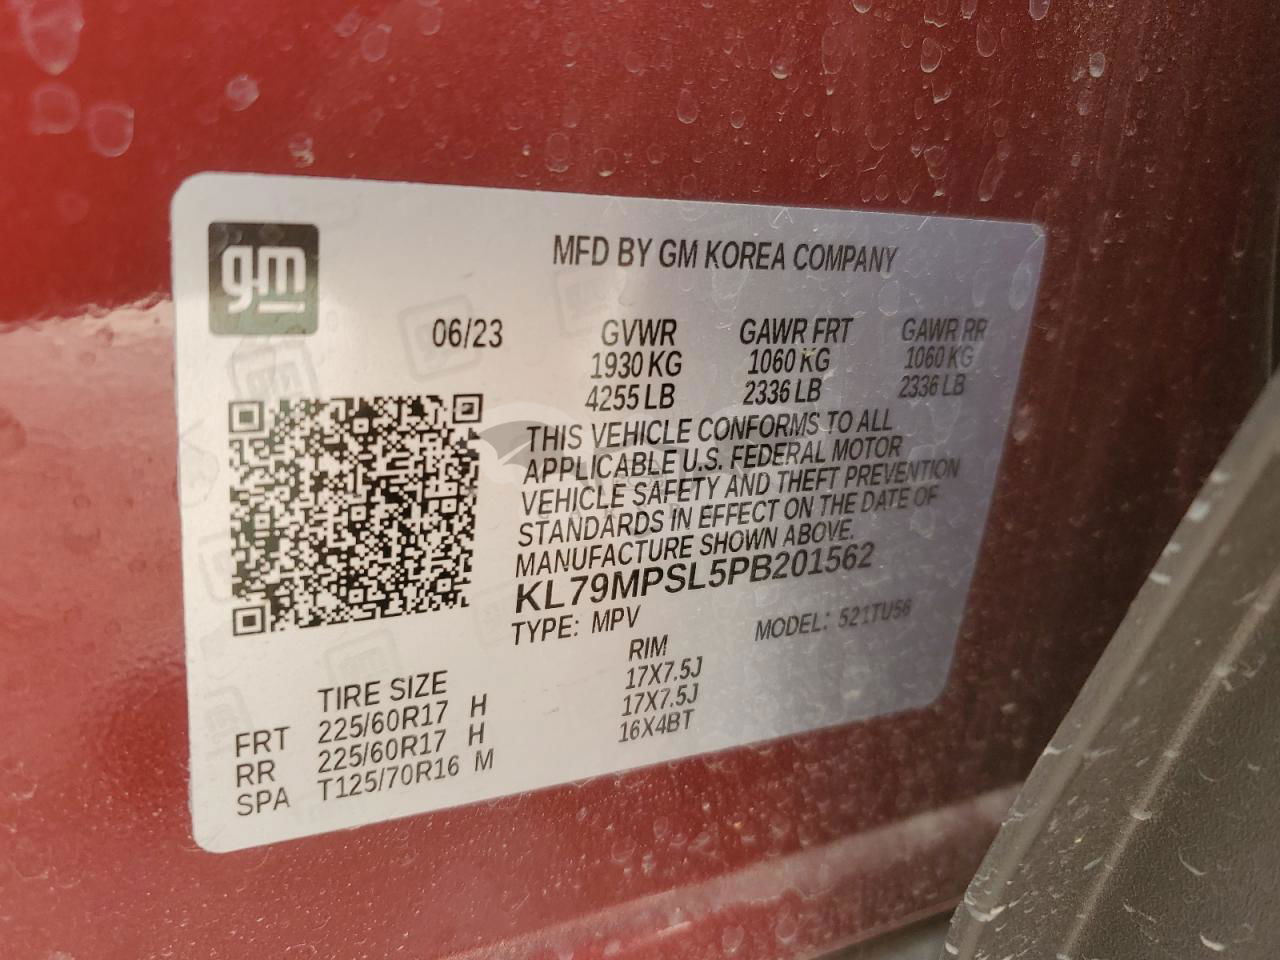 gm
MFD BY GM KOREA COMPANY
06/23 GVWR GAWR FRT GAWR RR
1930 KG 1060 KG 1060 KG
4255 LB 2336 LB 2336 LB
THIS VEHICLE CONFORMS TO ALL
APPLICABLE U.S. FEDERAL MOTOR
VEHICLE SAFETY AND THEFT PREVENTION
STANDARDS IN EFFECT ON THE DATE OF
MANUFACTURE SHOWN ABOVE.
KL79MPSL5PB201562
TYPE: MPV MODEL: 521TU56
TIRE SIZE RIM
FRT 225/60R17 H 17X7.5J
RR 225/60R17 H 17X7.5J
SPA T125/70R16 M 16X4BT